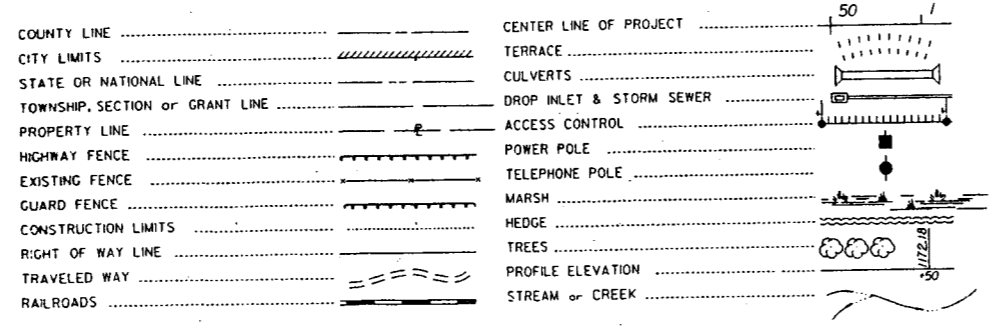 COUNTY LINE
CITY LIMITS
STATE OR NATIONAL LINE
TOWNSHIP, SECTION or GRANT LINE
PROPERTY LINE
PL
HIGHWAY FENCE
EXISTING FENCE
GUARD FENCE
CONSTRUCTION LIMITS
RIGHT OF WAY LINE
TRAVELED WAY
RAILROADS
CENTER LINE OF PROJECT
50 1
TERRACE
CULVERTS
DROP INLET & STORM SEWER
ACCESS CONTROL
POWER POLE
TELEPHONE POLE
MARSH
HEDGE
TREES
1172.18
PROFILE ELEVATION
+50
STREAM or CREEK